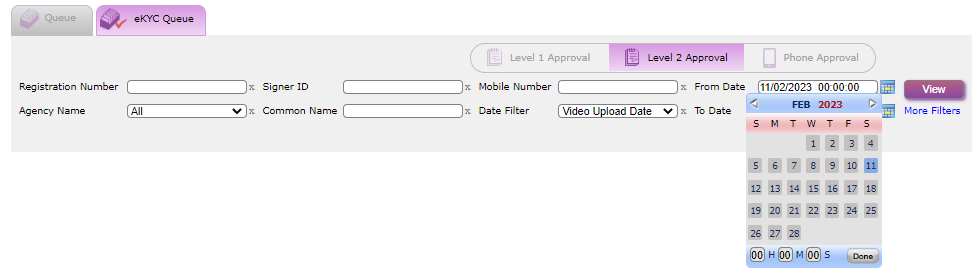 Queue eKYC Queue
Level 1 Approval Level 2 Approval Phone Approval
Registration Number x Signer ID x Mobile Number x From Date 11/02/2023 00:00:00 View
Agency Name All x Common Name x Date Filter Video Upload Date x To Date More Filters
FEB 2023
S M T W T F S
1 2 3 4
5 6 7 8 9 10 11
12 13 14 15 16 17 18
19 20 21 22 23 24 25
26 27 28
00 H 00 M 00 S Done